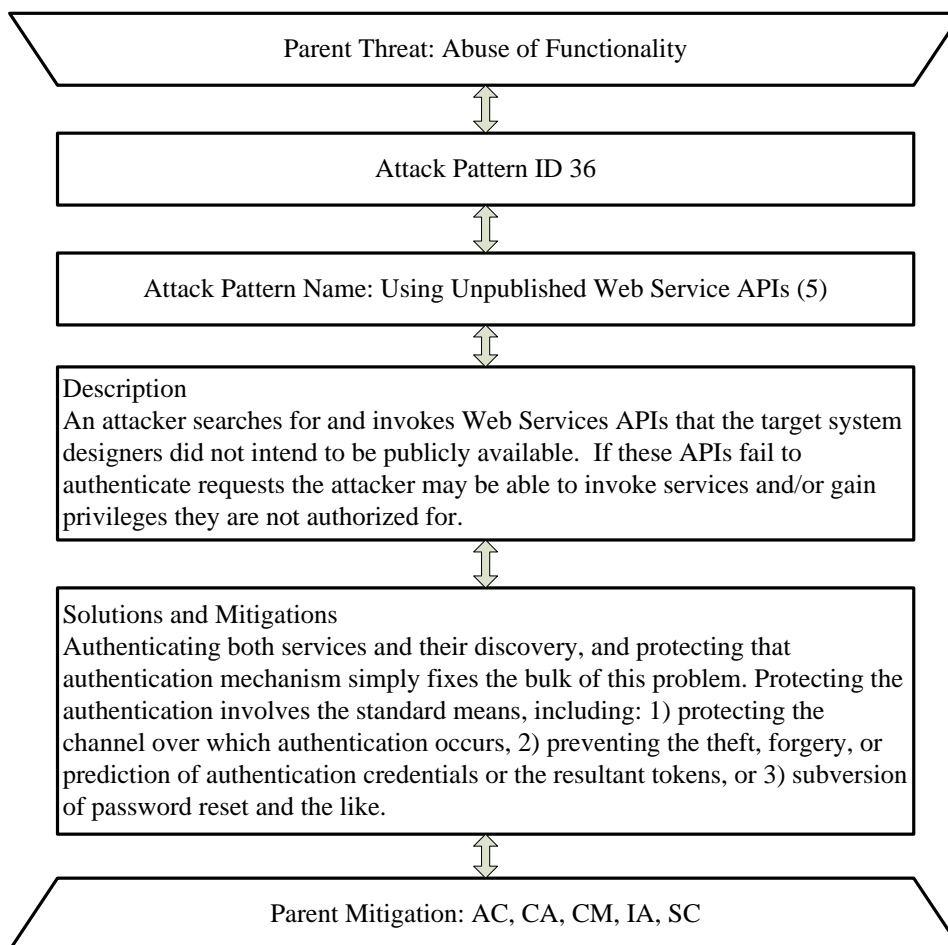 Parent Threat: Abuse of Functionality
Attack Pattern ID 36
Attack Pattern Name: Using Unpublished Web Service APIs (5)
Description
An attacker searches for and invokes Web Services APIs that the target system
designers did not intend to be publicly available.  If these APIs fail to
authenticate requests the attacker may be able to invoke services and/or gain
privileges they are not authorized for.
Solutions and Mitigations
Authenticating both services and their discovery, and protecting that
authentication mechanism simply fixes the bulk of this problem. Protecting the
authentication involves the standard means, including: 1) protecting the
channel over which authentication occurs, 2) preventing the theft, forgery, or
prediction of authentication credentials or the resultant tokens, or 3) subversion
of password reset and the like.
Parent Mitigation: AC, CA, CM, IA, SC